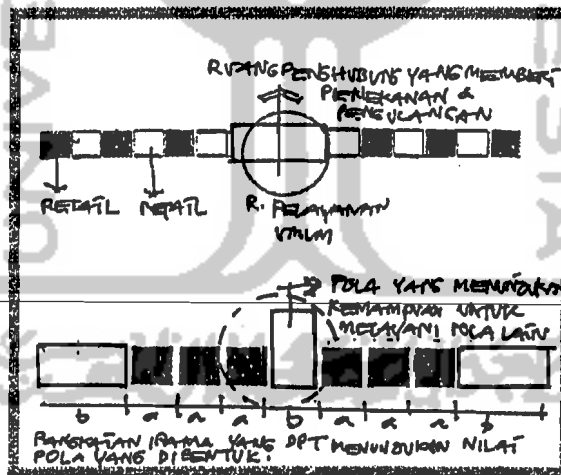 RUANG PENGHUBUNG YANG MEMBERI
PENEKANAN &
PENGULANGAN
RETAIL RETAIL
R. PELAYANAN
UMUM
POLA YANG MENUNJUKAN
KEMAMPUAN UNTUK
MELAYANI POLA LAIN
b a a a b a a a b
RANGKAIAN IRAMA YANG DPT MENUNJUKAN NILAI
POLA YANG DIBENTUK.